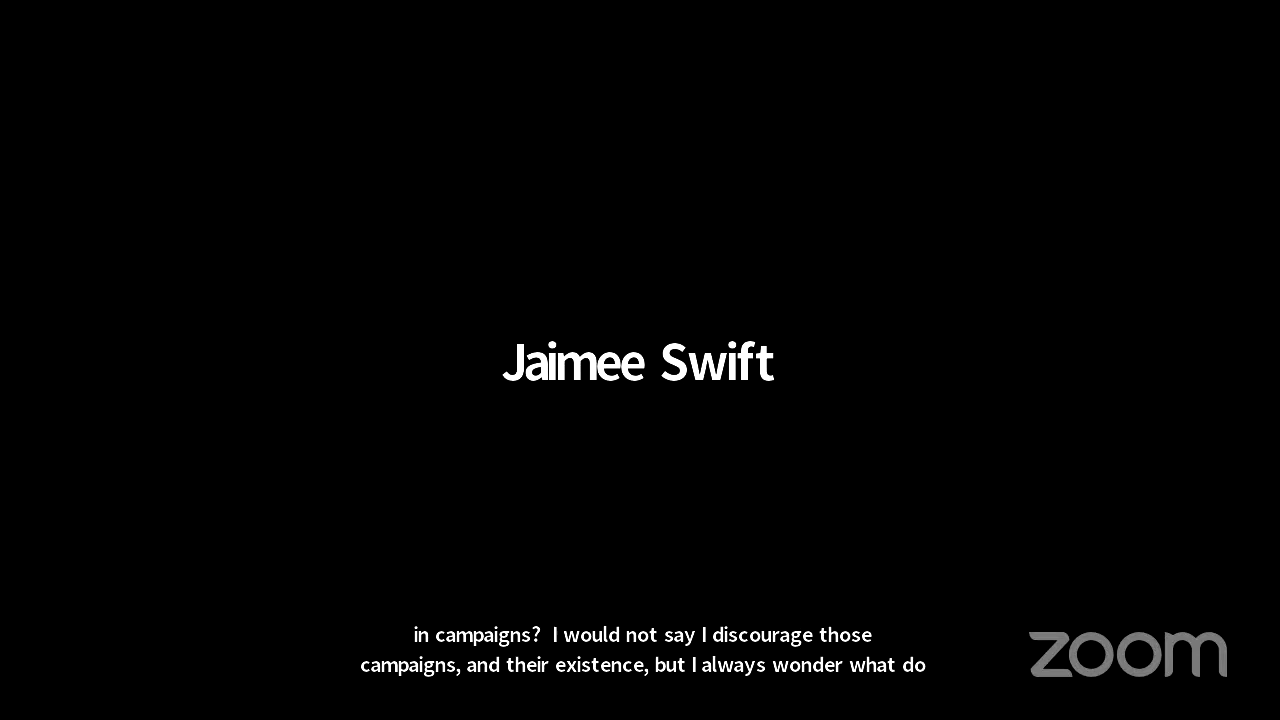 Jaimee Swift
in campaigns?  I would not say I discourage those
campaigns, and their existence, but I always wonder what do
zoom